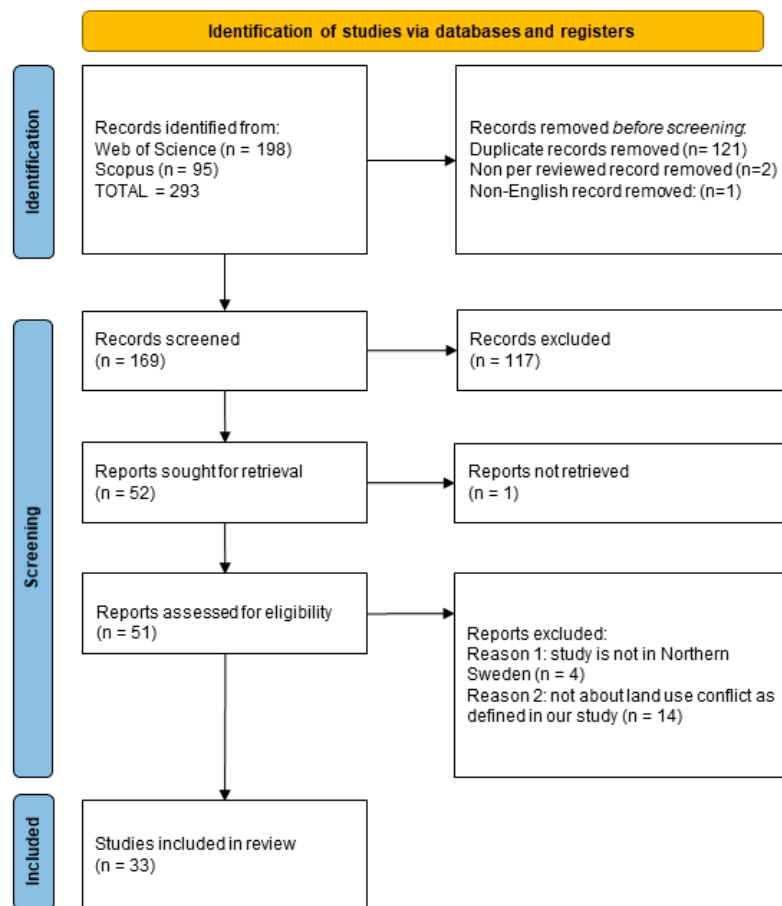 Identification of studies via databases and registers
Identification
Records identified from:
Web of Science (n = 198)
Scopus (n = 95)
TOTAL = 293
Records removed before screening:
Duplicate records removed (n= 121)
Non per reviewed record removed (n=2)
Non-English record removed: (n=1)
Screening
Records screened
(n = 169)
Records excluded
(n = 117)
Reports sought for retrieval
(n = 52)
Reports not retrieved
(n = 1)
Reports assessed for eligibility
(n = 51)
Reports excluded:
Reason 1: study is not in Northern
Sweden (n = 4)
Reason 2: not about land use conflict as
defined in our study (n = 14)
Included
Studies included in review
(n = 33)